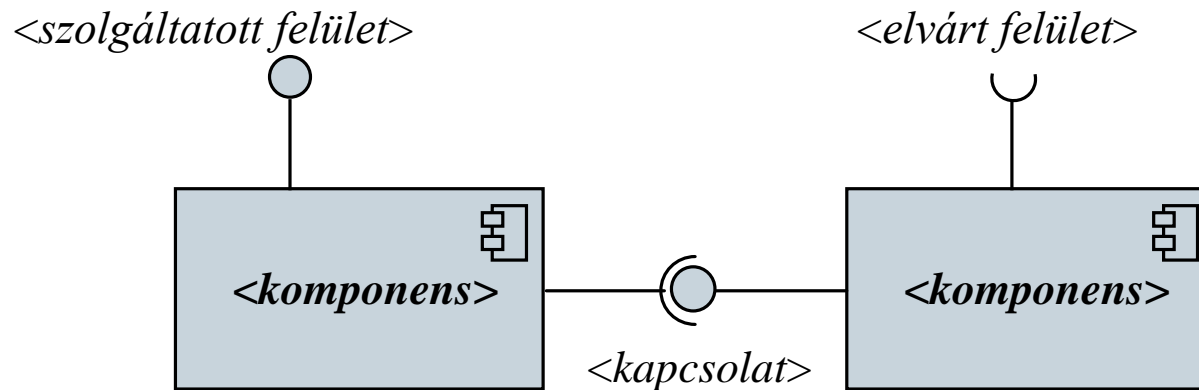 <szolgáltatott felület>
<elvárt felület>
<komponens>
<komponens>
<kapcsolat>